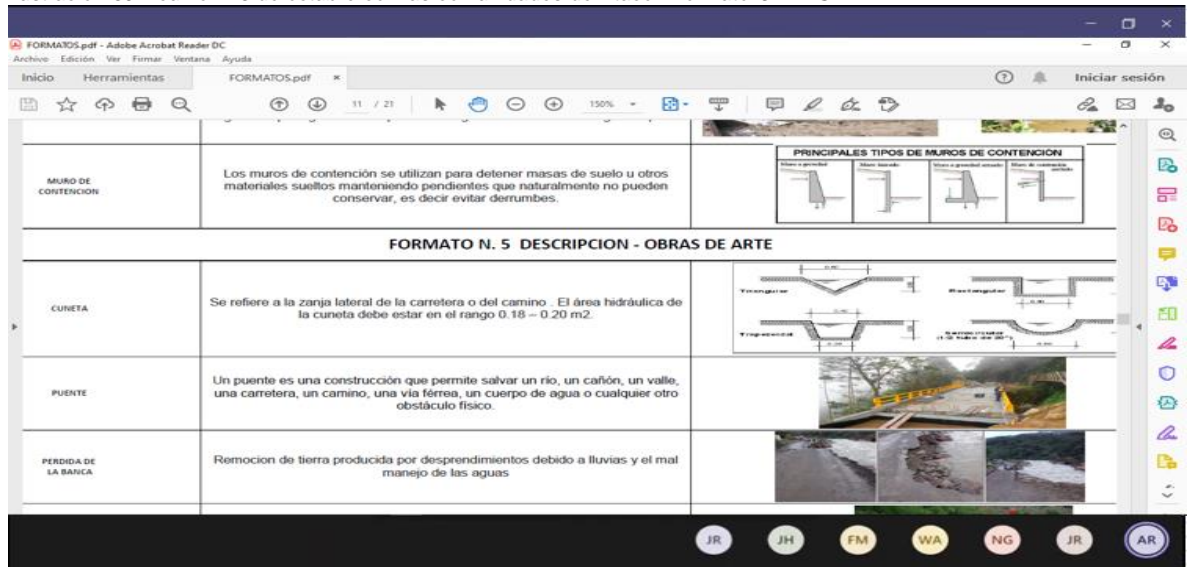 FORMATOS.pdf - Adobe Acrobat Reader DC
Archivo Edición Ver Firmar Ventana Ayuda
Inicio Herramientas FORMATOS.pdf ×
Iniciar sesión
11 / 21
150%
PRINCIPALES TIPOS DE MUROS DE CONTENCIÓN
MURO DE
CONTENCION
Los muros de contención se utilizan para detener masas de suelo u otros
materiales sueltos manteniendo pendientes que naturalmente no pueden
conservar, es decir evitar derrumbes.
FORMATO N. 5 DESCRIPCION - OBRAS DE ARTE
CUNETA
Se refiere a la zanja lateral de la carretera o del camino . El área hidráulica de
la cuneta debe estar en el rango 0.18 – 0.20 m2.
Triangular
Rectangular
Trapezoidal
Semicircular
PUENTE
Un puente es una construcción que permite salvar un río, un cañón, un valle,
una carretera, un camino, una vía férrea, un cuerpo de agua o cualquier otro
obstáculo físico.
PERDIDA DE
LA BANCA
Remocion de tierra producida por desprendimientos debido a lluvias y el mal
manejo de las aguas
JR JH FM WA NG JR AR